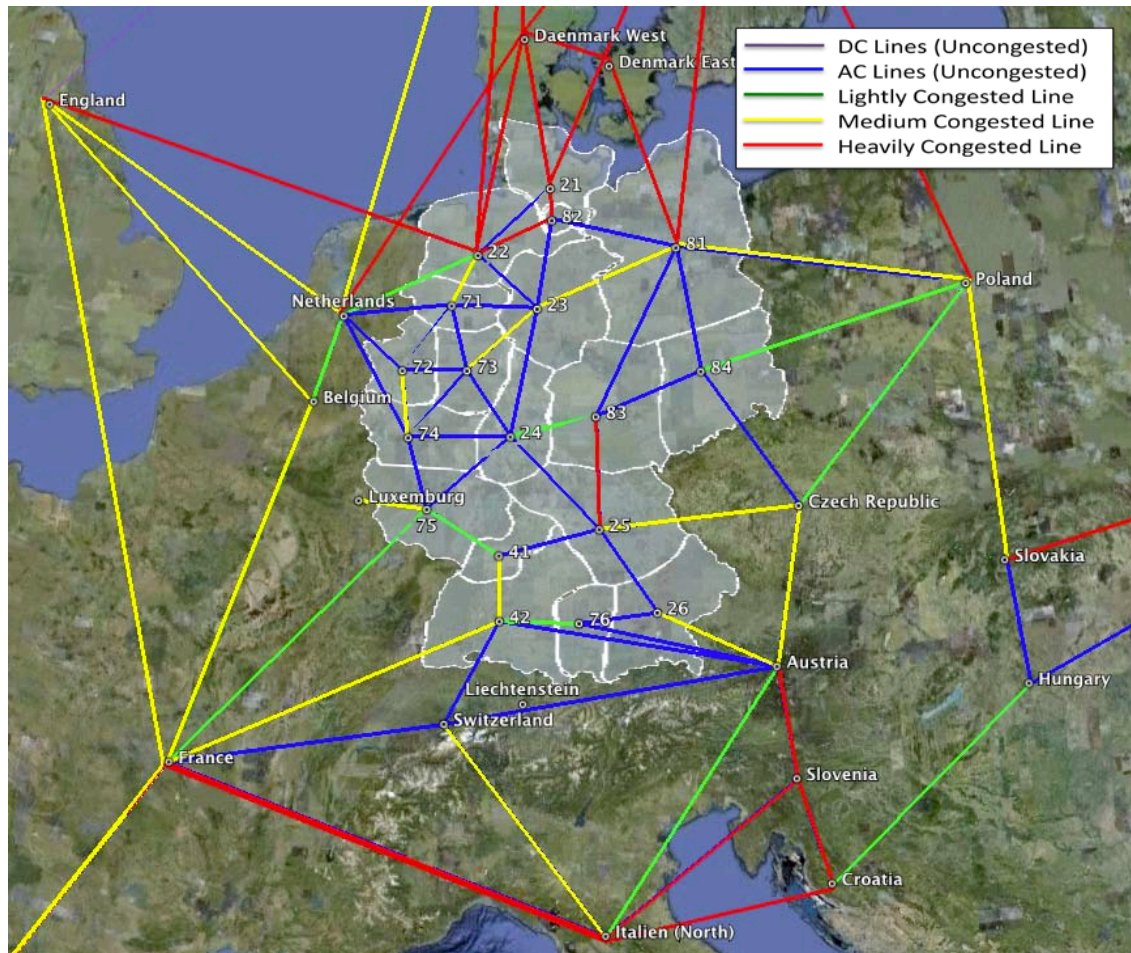 Daenmark West
Denmark East
DC Lines (Uncongested)
AC Lines (Uncongested)
Lightly Congested Line
Medium Congested Line
Heavily Congested Line
England
21
82
22
81
Poland
Netherlands
71
23
72
73
84
Belgium
83
74
24
Luxemburg
Czech Republic
75
25
41
Slovakia
42
76
26
Austria
Hungary
Liechtenstein
Switzerland
France
Slovenia
Croatia
Italien (North)